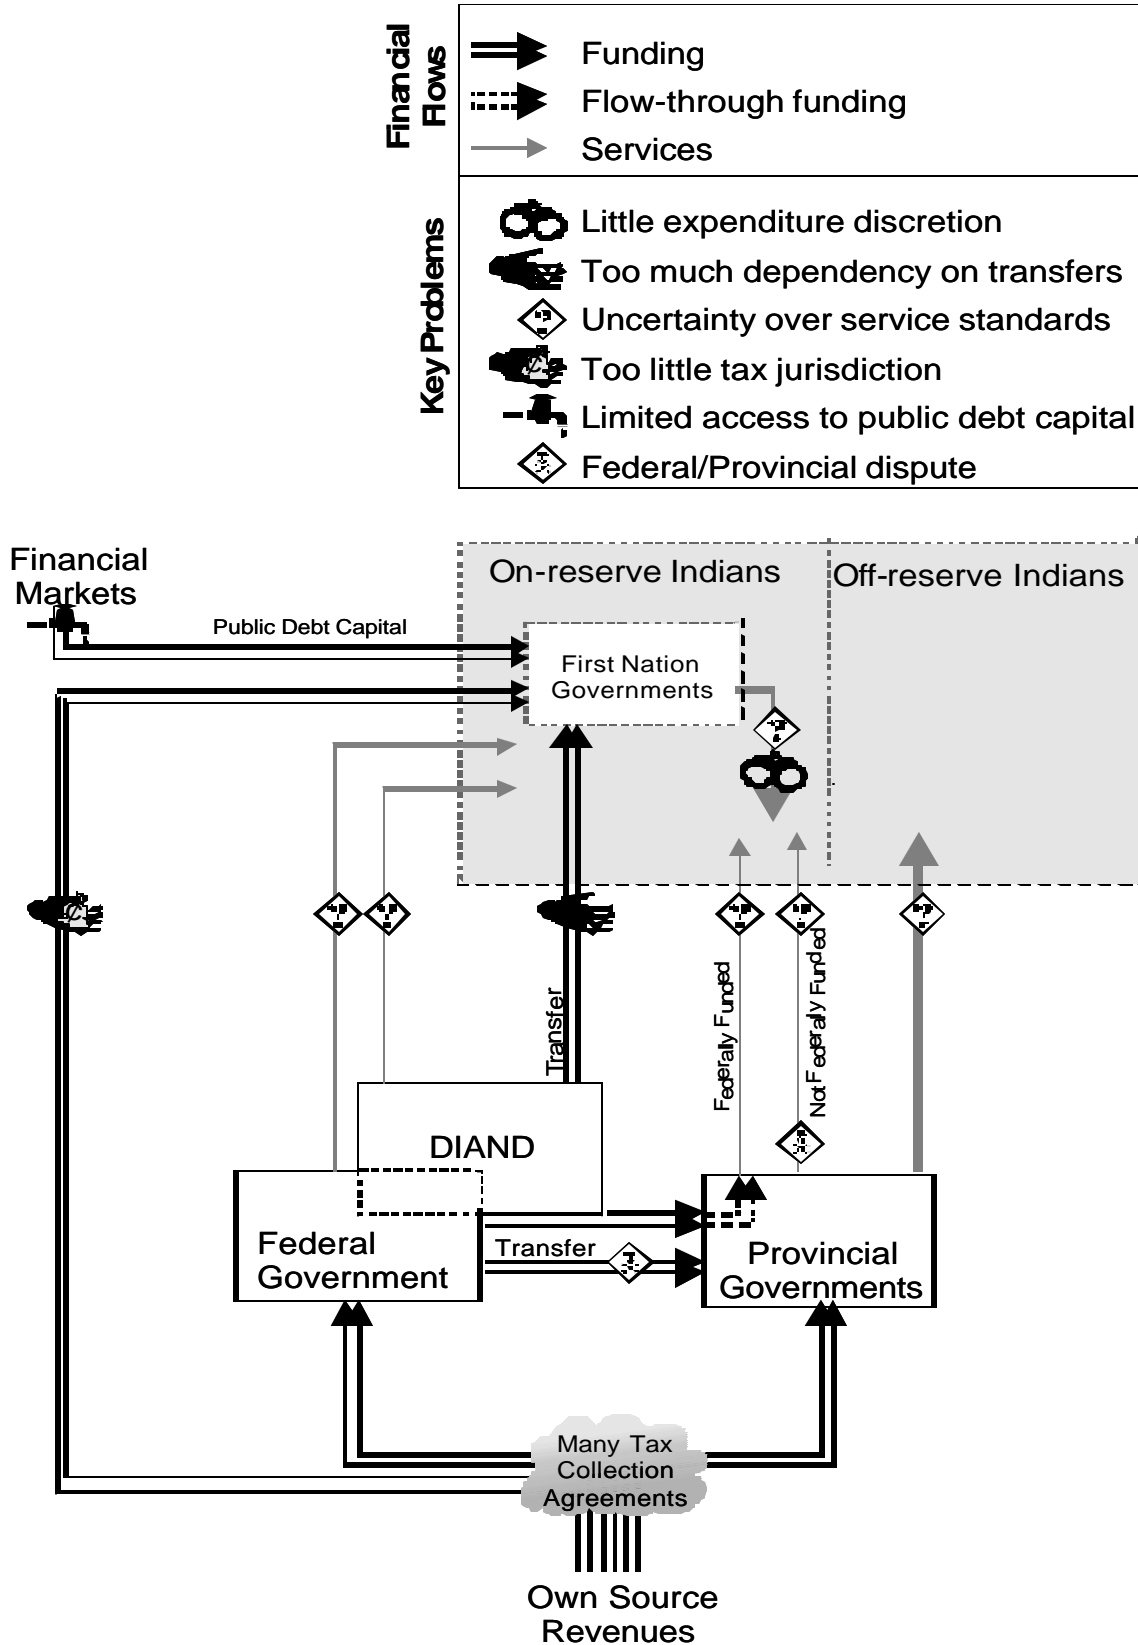 Financial
Flows
Funding
Flow-through funding
Services
Key Problems
Little expenditure discretion
Too much dependency on transfers
Uncertainty over service standards
Too little tax jurisdiction
Limited access to public debt capital
Federal/Provincial dispute
Financial
Markets
On-reserve Indians
Off-reserve Indians
Public Debt Capital
First Nation
Governments
Transfer
Federally Funded
Not Federally Funded
DIAND
Federal
Government
Transfer
Provincial
Governments
Many Tax
Collection
Agreements
Own Source
Revenues